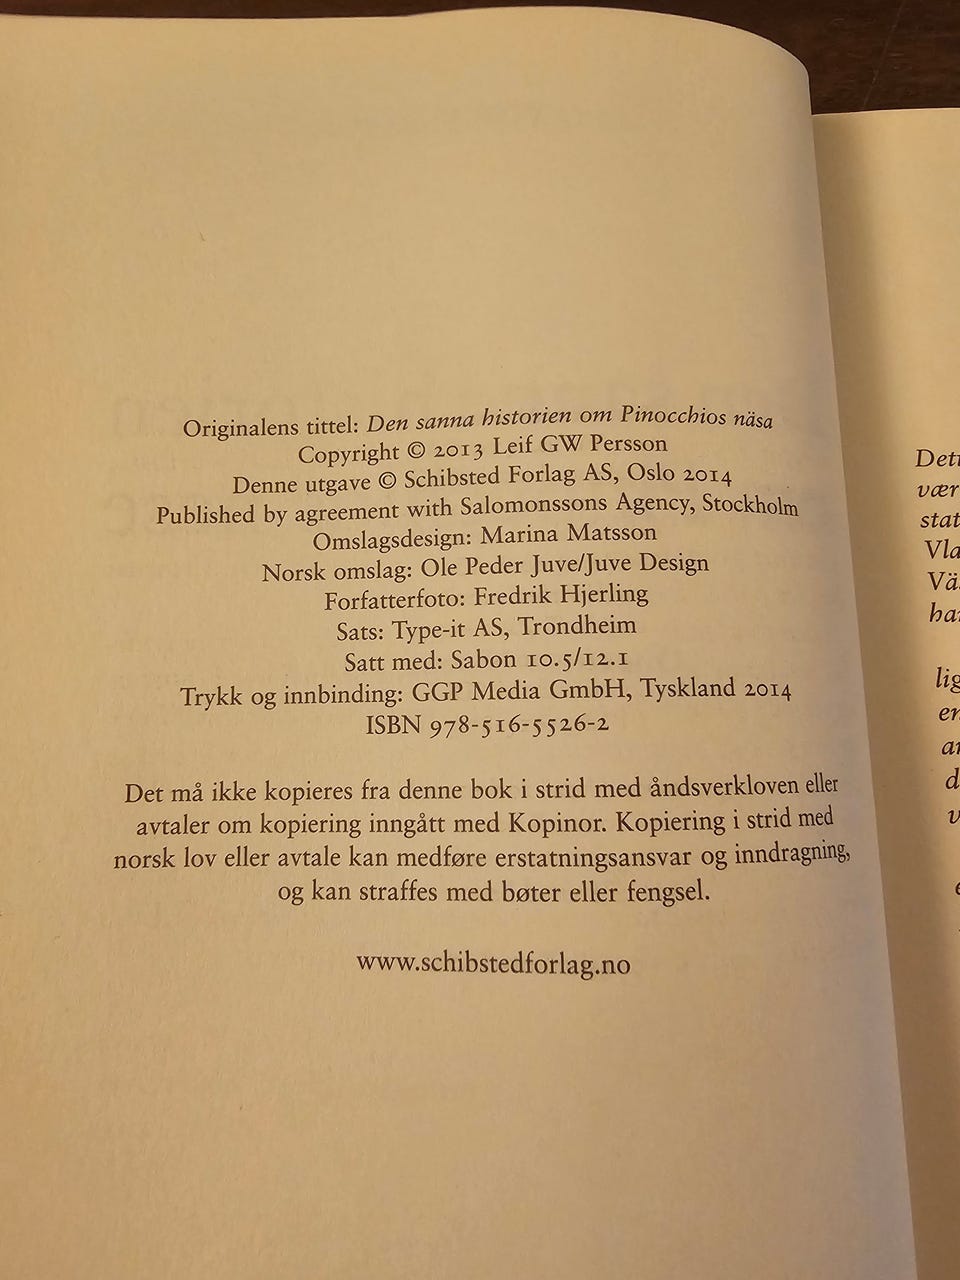 Originalens tittel: Den sanna historien om Pinocchios näsa
Copyright © 2013 Leif GW Persson
Denne utgave © Schibsted Forlag AS, Oslo 2014
Published by agreement with Salomonssons Agency, Stockholm
Omslagsdesign: Marina Matsson
Norsk omslag: Ole Peder Juve/Juve Design
Forfatterfoto: Fredrik Hjerling
Sats: Type-it AS, Trondheim
Satt med: Sabon 10.5/12.1
Trykk og innbinding: GGP Media GmbH, Tyskland 2014
ISBN 978-516-5526-2
Det må ikke kopieres fra denne bok i strid med åndsverkloven eller
avtaler om kopiering inngått med Kopinor. Kopiering i strid med
norsk lov eller avtale kan medføre erstatningsansvar og inndragning,
og kan straffes med bøter eller fengsel.
www.schibstedforlag.no